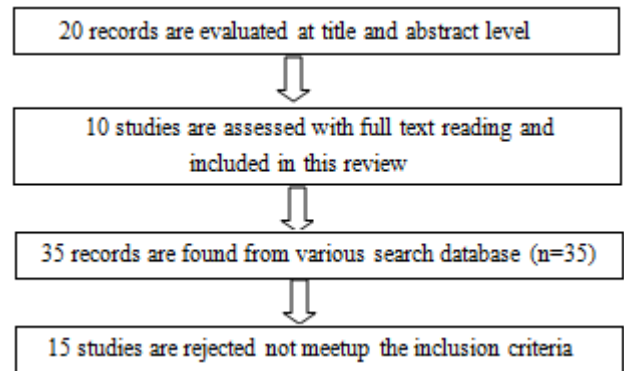 20 records are evaluated at title and abstract level
10 studies are assessed with full text reading and
included in this review
35 records are found from various search database (n=35)
15 studies are rejected not meetup the inclusion criteria